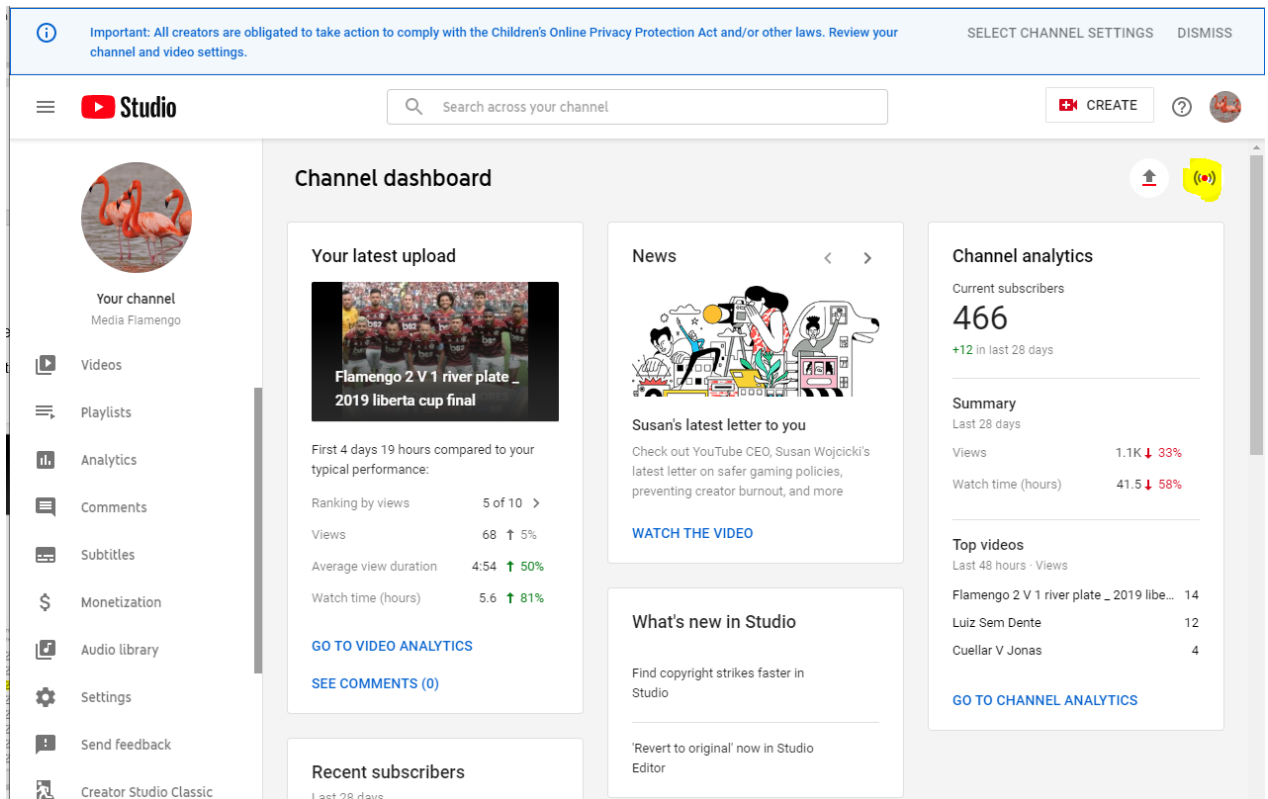 Important: All creators are obligated to take action to comply with the Children's Online Privacy Protection Act and/or other laws. Review your
channel and video settings.
SELECT CHANNEL SETTINGS
DISMISS
Studio
Search across your channel
CREATE
Your channel
Media Flamengo
Videos
Playlists
Analytics
Comments
Subtitles
Monetization
Audio library
Settings
Send feedback
Creator Studio Classic
Channel dashboard
Your latest upload
Flamengo 2 V 1 river plate _
2019 liberta cup final
First 4 days 19 hours compared to your
typical performance:
Ranking by views 5 of 10
Views 68 5%
Average view duration 4:54 50%
Watch time (hours) 5.6 81%
GO TO VIDEO ANALYTICS
SEE COMMENTS (0)
Recent subscribers
Last 28 days
News
Susan's latest letter to you
Check out YouTube CEO, Susan Wojcicki's
latest letter on safer gaming policies,
preventing creator burnout, and more
WATCH THE VIDEO
What's new in Studio
Find copyright strikes faster in
Studio
'Revert to original' now in Studio
Editor
Channel analytics
Current subscribers
466
+12 in last 28 days
Summary
Last 28 days
Views 1.1K 33%
Watch time (hours) 41.5 58%
Top videos
Last 48 hours · Views
Flamengo 2 V 1 river plate _ 2019 libe... 14
Luiz Sem Dente 12
Cuellar V Jonas 4
GO TO CHANNEL ANALYTICS